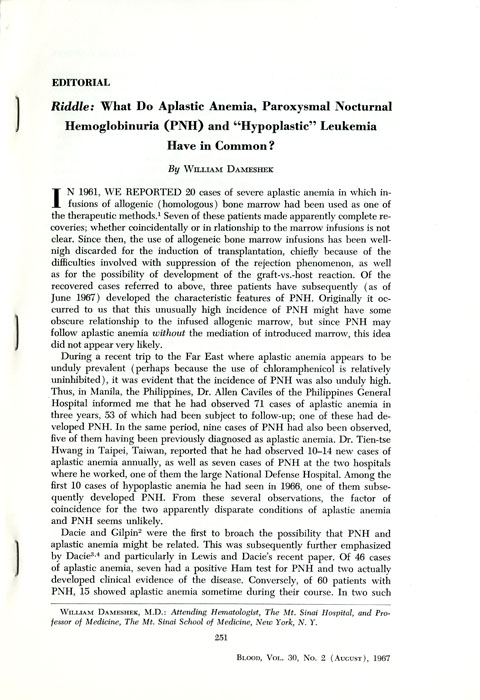 EDITORIAL
Riddle: What Do Aplastic Anemia, Paroxysmal Nocturnal
Hemoglobinuria (PNH) and “Hypoplastic” Leukemia
Have in Common?
By William Dameshek
IN 1961, WE REPORTED 20 cases of severe aplastic anemia in which in-
fusions of allogenic (homologous) bone marrow had been used as one of
the therapeutic methods.1 Seven of these patients made apparently complete re-
coveries; whether coincidentally or in rlationship to the marrow infusions is not
clear. Since then, the use of allogeneic bone marrow infusions has been well-
nigh discarded for the induction of transplantation, chiefly because of the
difficulties involved with suppression of the rejection phenomenon, as well
as for the possibility of development of the graft-vs.-host reaction. Of the
recovered cases referred to above, three patients have subsequently (as of
June 1967) developed the characteristic features of PNH. Originally it oc-
curred to us that this unusually high incidence of PNH might have some
obscure relationship to the infused allogenic marrow, but since PNH may
follow aplastic anemia without the mediation of introduced marrow, this idea
did not appear very likely.
During a recent trip to the Far East where aplastic anemia appears to be
unduly prevalent (perhaps because the use of chloramphenicol is relatively
uninhibited), it was evident that the incidence of PNH was also unduly high.
Thus, in Manila, the Philippines, Dr. Allen Caviles of the Philippines General
Hospital informed me that he had observed 71 cases of aplastic anemia in
three years, 53 of which had been subject to follow-up; one of these had de-
veloped PNH. In the same period, nine cases of PNH had also been observed,
five of them having been previously diagnosed as aplastic anemia. Dr. Tien-tse
Hwang in Taipei, Taiwan, reported that he had observed 10–14 new cases of
aplastic anemia annually, as well as seven cases of PNH at the two hospitals
where he worked, one of them the large National Defense Hospital. Among the
first 10 cases of hypoplastic anemia he had seen in 1966, one of them subse-
quently developed PNH. From these several observations, the factor of
coincidence for the two apparently disparate conditions of aplastic anemia
and PNH seems unlikely.
Dacie and Gilpin2 were the first to broach the possibility that PNH and
aplastic anemia might be related. This was subsequently further emphasized
by Dacie3,4 and particularly in Lewis and Dacie's recent paper. Of 46 cases
of aplastic anemia, seven had a positive Ham test for PNH and two actually
developed clinical evidence of the disease. Conversely, of 60 patients with
PNH, 15 showed aplastic anemia sometime during their course. In two such
William Dameshek, M.D.: Attending Hematologist, The Mt. Sinai Hospital, and Pro-
fessor of Medicine, The Mt. Sinai School of Medicine, New York, N. Y.
251
Blood, Vol. 30, No. 2 (August), 1967